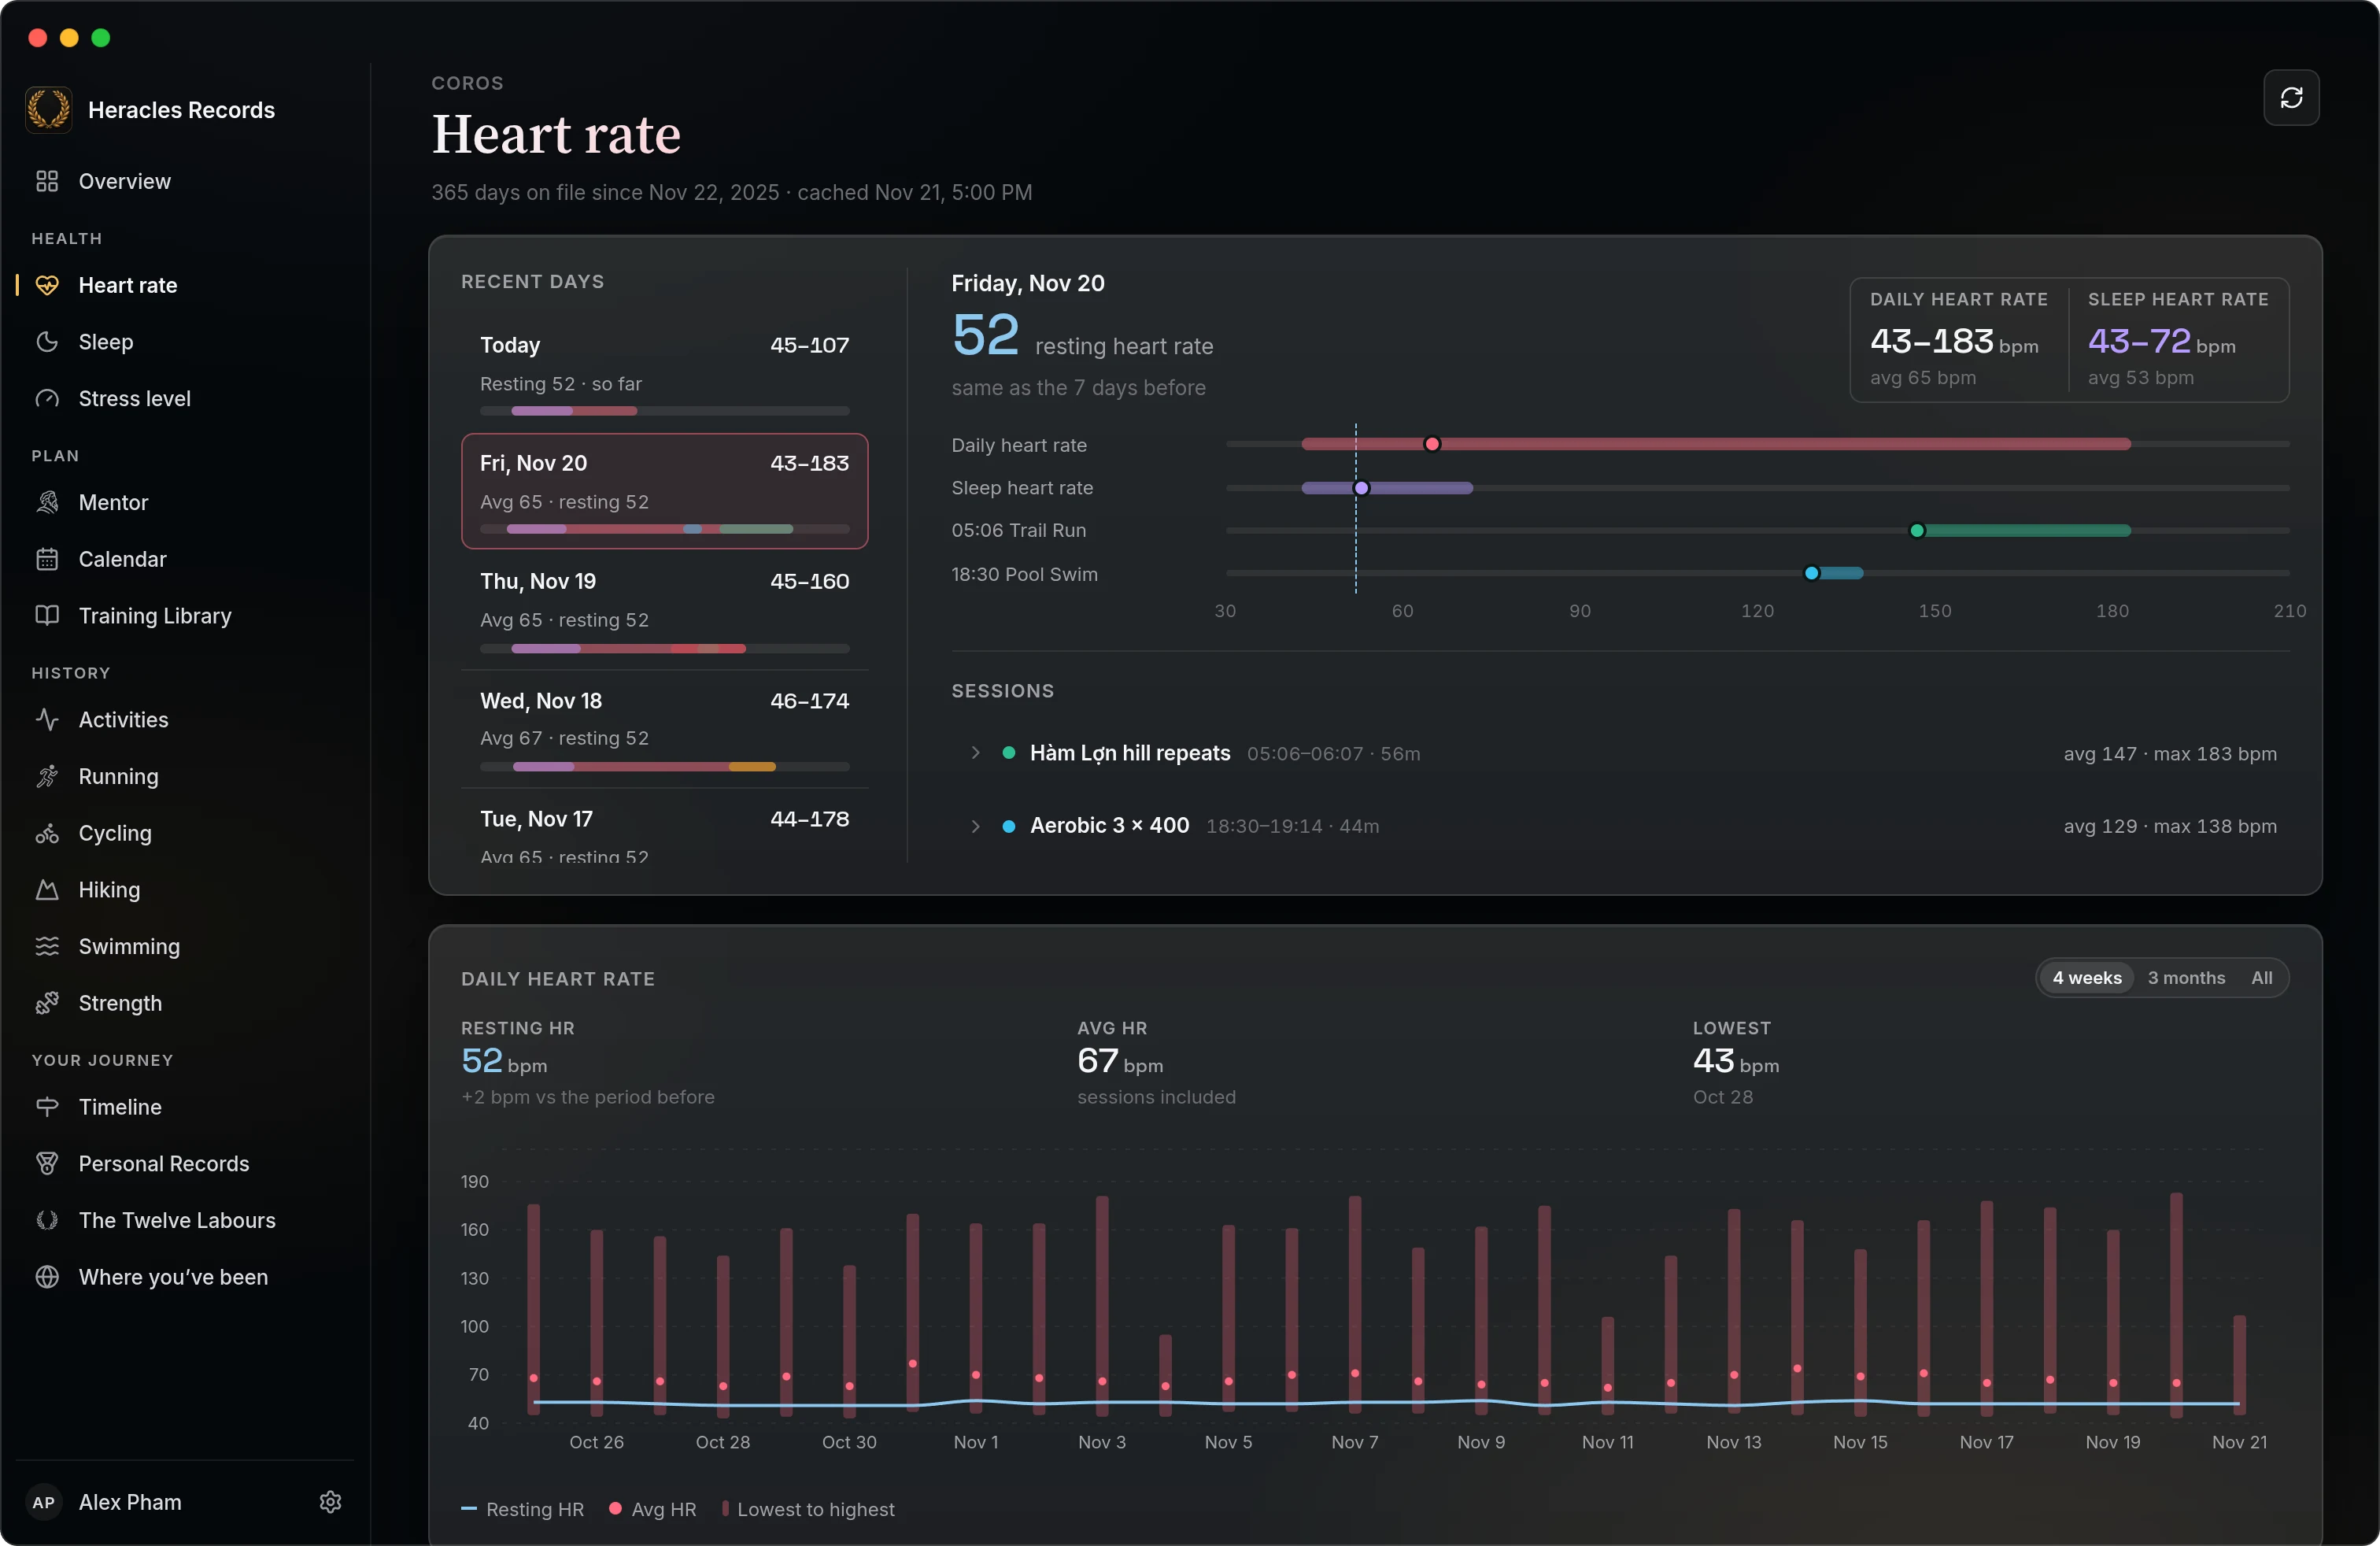 Heracles Records
Overview
HEALTH
Heart rate
Sleep
Stress level
PLAN
Mentor
Calendar
Training Library
HISTORY
Activities
Running
Cycling
Hiking
Swimming
Strength
YOUR JOURNEY
Timeline
Personal Records
The Twelve Labours
Where you’ve been
AP Alex Pham
COROS
Heart rate
365 days on file since Nov 22, 2025 · cached Nov 21, 5:00 PM
RECENT DAYS
Today 45–107
Resting 52 · so far
Fri, Nov 20 43–183
Avg 65 · resting 52
Thu, Nov 19 45–160
Avg 65 · resting 52
Wed, Nov 18 46–174
Avg 67 · resting 52
Tue, Nov 17 44–178
Avg 65 · resting 52
Friday, Nov 20
52 resting heart rate
same as the 7 days before
DAILY HEART RATE
43–183 bpm
avg 65 bpm
SLEEP HEART RATE
43–72 bpm
avg 53 bpm
Daily heart rate
Sleep heart rate
05:06 Trail Run
18:30 Pool Swim
30 60 90 120 150 180 210
SESSIONS
Hàm Lợn hill repeats 05:06–06:07 · 56m avg 147 · max 183 bpm
Aerobic 3 × 400 18:30–19:14 · 44m avg 129 · max 138 bpm
DAILY HEART RATE
4 weeks 3 months All
RESTING HR
52 bpm
+2 bpm vs the period before
AVG HR
67 bpm
sessions included
LOWEST
43 bpm
Oct 28
190
160
130
100
70
40
Oct 26 Oct 28 Oct 30 Nov 1 Nov 3 Nov 5 Nov 7 Nov 9 Nov 11 Nov 13 Nov 15 Nov 17 Nov 19 Nov 21
Resting HR Avg HR Lowest to highest